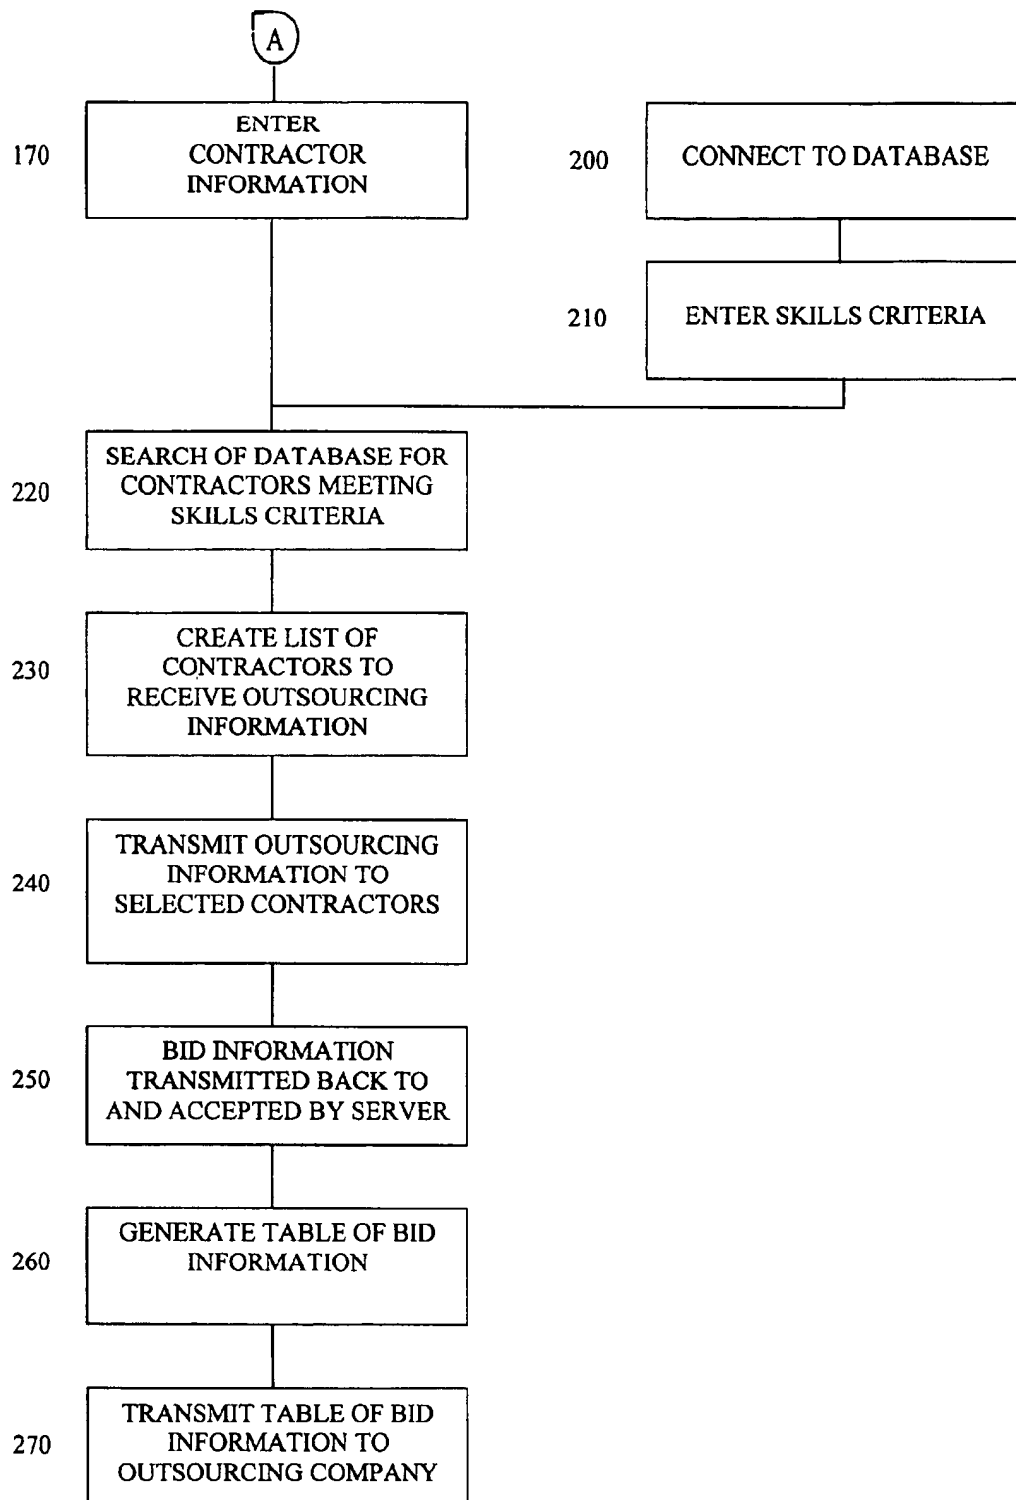 A
170
ENTER
CONTRACTOR
INFORMATION
200
CONNECT TO DATABASE
210
ENTER SKILLS CRITERIA
220
SEARCH OF DATABASE FOR
CONTRACTORS MEETING
SKILLS CRITERIA
230
CREATE LIST OF
CONTRACTORS TO
RECEIVE OUTSOURCING
INFORMATION
240
TRANSMIT OUTSOURCING
INFORMATION TO
SELECTED CONTRACTORS
250
BID INFORMATION
TRANSMITTED BACK TO
AND ACCEPTED BY SERVER
260
GENERATE TABLE OF BID
INFORMATION
270
TRANSMIT TABLE OF BID
INFORMATION TO
OUTSOURCING COMPANY